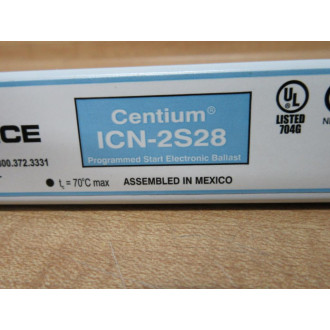 Centium®
ICN-2S28
Programmed Start Electronic Ballast
CE
00.372.3331
tc = 70°C max
ASSEMBLED IN MEXICO
UL
LISTED
704G